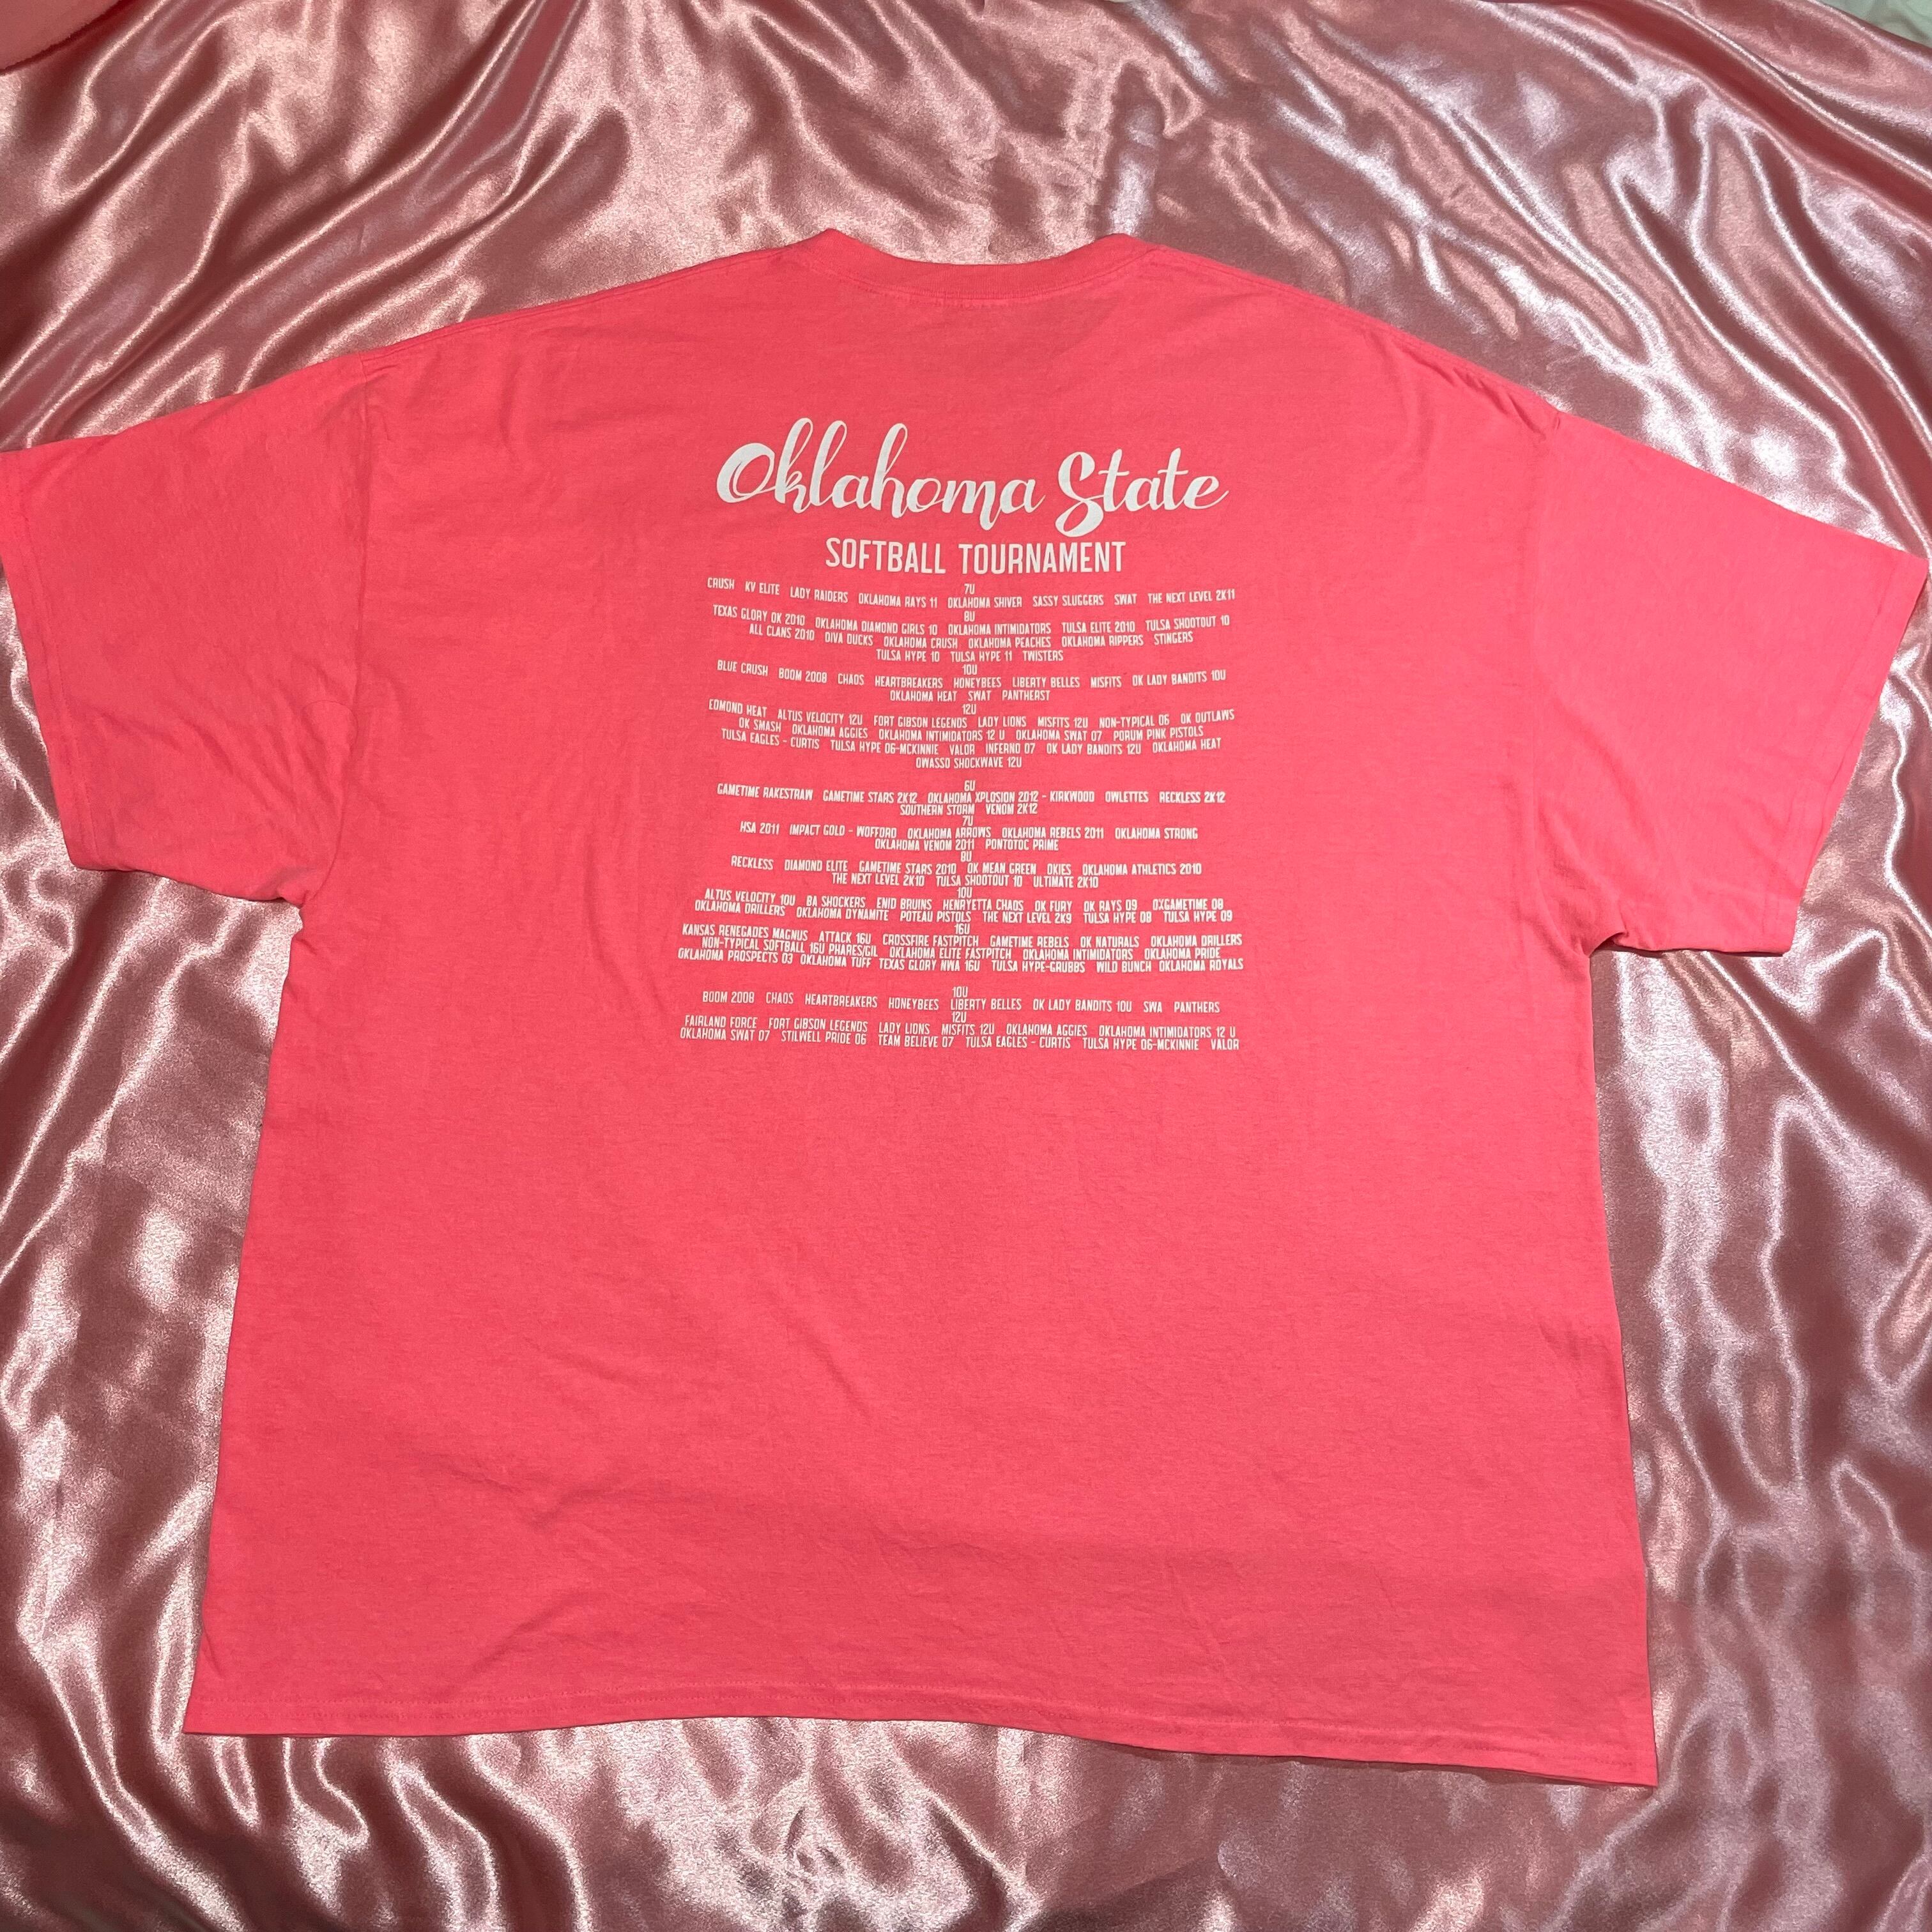 Oklahoma State
SOFTBALL TOURNAMENT
7U
CRUSH KV ELITE LADY RAIDERS OKLAHOMA RAYS 11 OKLAHOMA SHIVER SASSY SLUGGERS SWAT THE NEXT LEVEL 2K11
8U
TEXAS GLORY OK 2010 OKLAHOMA DIAMOND GIRLS 10 OKLAHOMA INTIMIDATORS TULSA ELITE 2010 TULSA SHOOTOUT 10
ALL CLANS 2010 DIVA DUCKS OKLAHOMA CRUSH OKLAHOMA PEACHES OKLAHOMA RIPPERS STINGERS
TULSA HYPE 10 TULSA HYPE 11 TWISTERS
10U
BLUE CRUSH BOOM 2008 CHAOS HEARTBREAKERS HONEYBEES LIBERTY BELLES MISFITS OK LADY BANDITS 10U
OKLAHOMA HEAT SWAT PANTHERST
12U
EDMOND HEAT ALTUS VELOCITY 12U FORT GIBSON LEGENDS LADY LIONS MISFITS 12U NON-TYPICAL 06 OK OUTLAWS
OK SMASH OKLAHOMA AGGIES OKLAHOMA INTIMIDATORS 12 U OKLAHOMA SWAT 07 PORUM PINK PISTOLS
TULSA EAGLES - CURTIS TULSA HYPE 06-MCKINNIE VALOR INFERNO 07 OK LADY BANDITS 12U OKLAHOMA HEAT
OWASSO SHOCKWAVE 12U
6U
GAMETIME RAKESTRAW GAMETIME STARS 2K12 OKLAHOMA XPLOSION 2012 - KIRKWOOD OWLETTES RECKLESS 2K12
SOUTHERN STORM VENOM 2K12
7U
HSA 2011 IMPACT GOLD - WOFFORD OKLAHOMA ARROWS OKLAHOMA REBELS 2011 OKLAHOMA STRONG
OKLAHOMA VENOM 2011 PONTOTOC PRIME
8U
RECKLESS DIAMOND ELITE GAMETIME STARS 2010 OK MEAN GREEN OKIES OKLAHOMA ATHLETICS 2010
THE NEXT LEVEL 2K10 TULSA SHOOTOUT 10 ULTIMATE 2K10
10U
ALTUS VELOCITY 10U BA SHOCKERS ENID BRUINS HENRYETTA CHAOS OK FURY OK RAYS 09 OXGAMETIME 08
OKLAHOMA DRILLERS OKLAHOMA DYNAMITE POTEAU PISTOLS THE NEXT LEVEL 2K9 TULSA HYPE 08 TULSA HYPE 09
16U
KANSAS RENEGADES MAGNUS ATTACK 16U CROSSFIRE FASTPITCH GAMETIME REBELS OK NATURALS OKLAHOMA DRILLERS
NON-TYPICAL SOFTBALL 16U PHARES/GIL OKLAHOMA ELITE FASTPITCH OKLAHOMA INTIMIDATORS OKLAHOMA PRIDE
OKLAHOMA PROSPECTS 03 OKLAHOMA TUFF TEXAS GLORY NWA 16U TULSA HYPE-GRUBBS WILD BUNCH OKLAHOMA ROYALS
10U
BOOM 2008 CHAOS HEARTBREAKERS HONEYBEES LIBERTY BELLES OK LADY BANDITS 10U SWA PANTHERS
12U
FAIRLAND FORCE FORT GIBSON LEGENDS LADY LIONS MISFITS 12U OKLAHOMA AGGIES OKLAHOMA INTIMIDATORS 12 U
OKLAHOMA SWAT 07 STILWELL PRIDE 06 TEAM BELIEVE 07 TULSA EAGLES - CURTIS TULSA HYPE 06-MCKINNIE VALOR